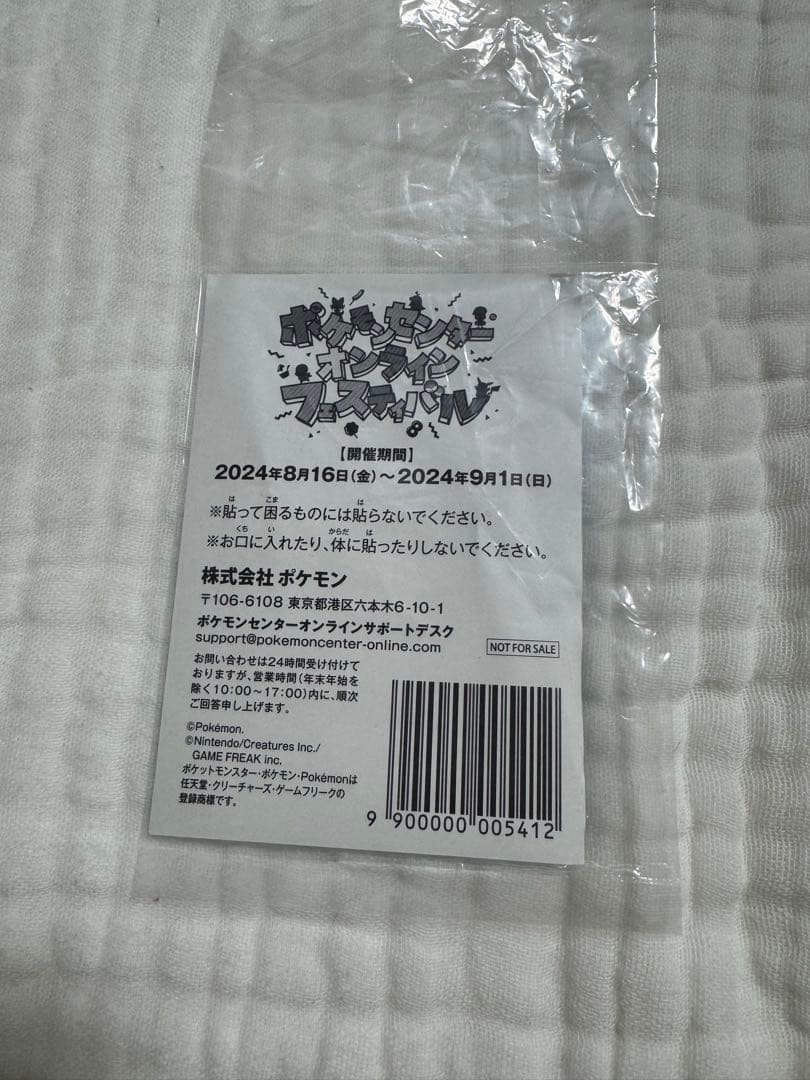 ポケモンセンター
オンライン
フェスティバル
【開催期間】
2024年8月16日(金)～2024年9月1日(日)
は こま は
※貼って困るものには貼らないでください。
くち い からだ は
※お口に入れたり、体に貼ったりしないでください。
株式会社 ポケモン
〒106-6108 東京都港区六本木6-10-1
ポケモンセンターオンラインサポートデスク
support@pokemoncenter-online.com
NOT FOR SALE
お問い合わせは24時間受け付けて
おりますが、営業時間(年末年始を
除く10:00～17:00)内に、順次
ご回答申し上げます。
©Pokémon.
©Nintendo/Creatures Inc./
GAME FREAK inc.
ポケットモンスター・ポケモン・Pokémonは
任天堂・クリーチャーズ・ゲームフリークの
登録商標です。
9 900000 005412